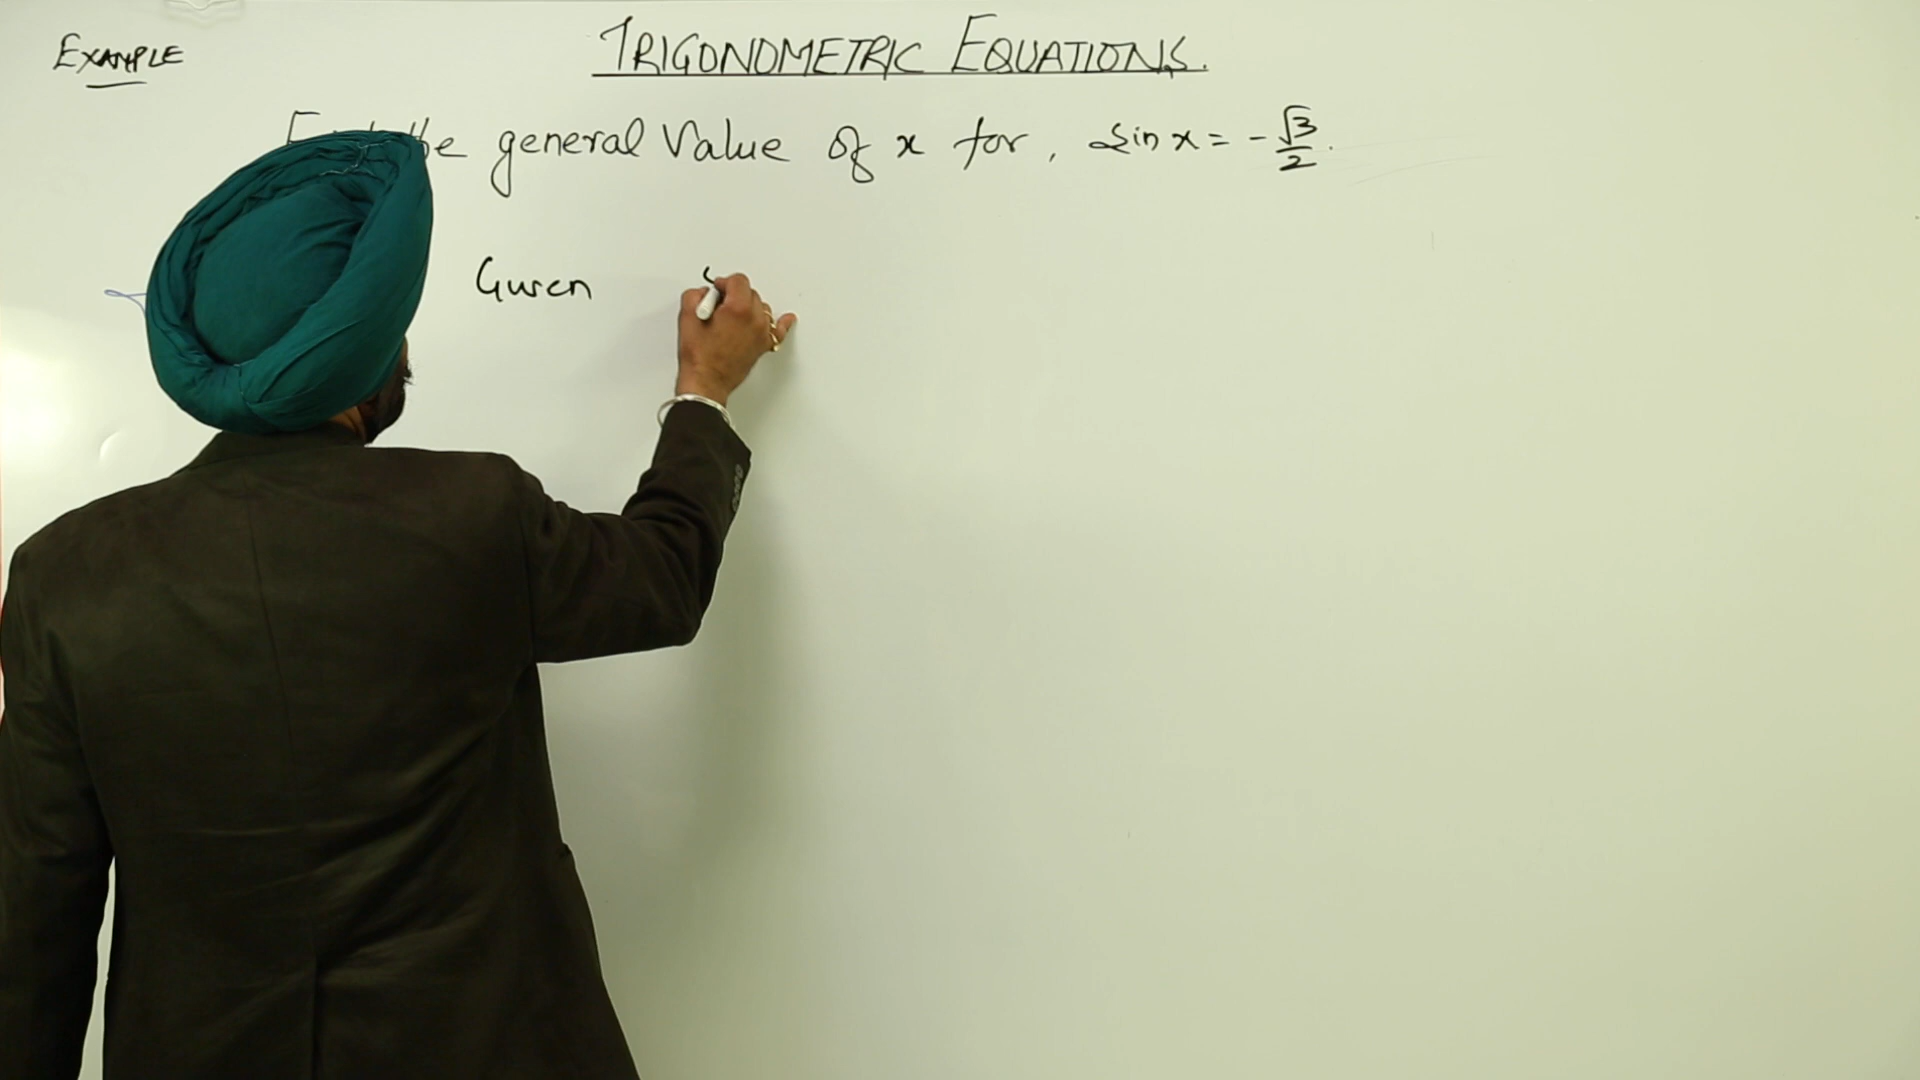 EXAMPLE
TRIGONOMETRIC EQUATIONS.
the general Value of x for, Sin x = -√3/2.
Given